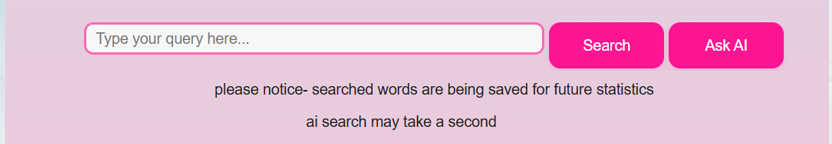 Type your query here... Search Ask AI
please notice- searched words are being saved for future statistics
ai search may take a second